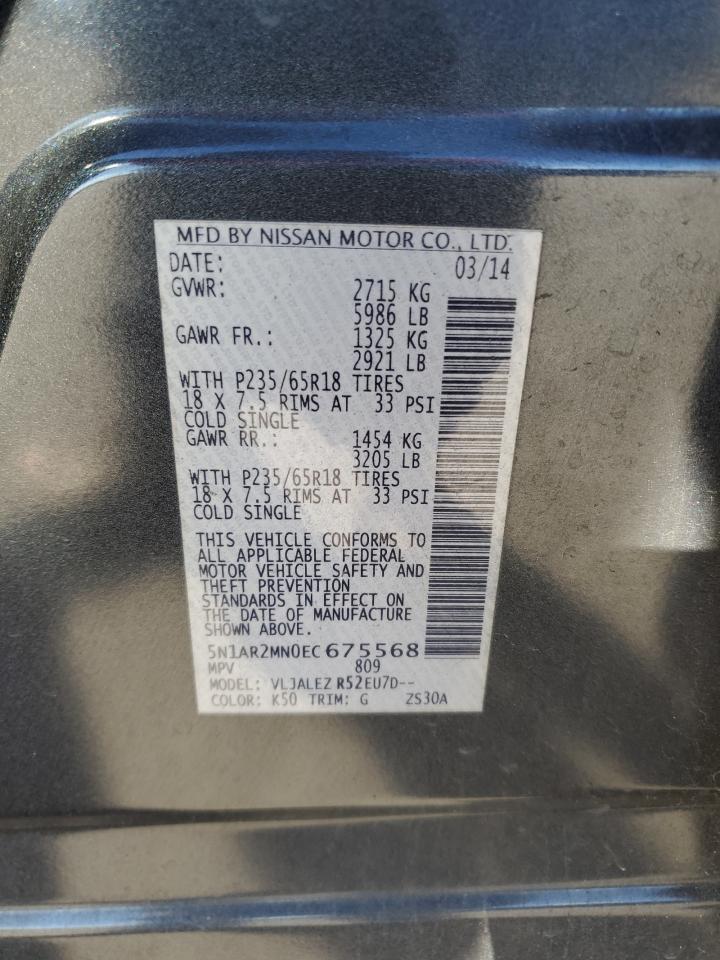 MFD BY NISSAN MOTOR CO., LTD.
DATE: 03/14
GVWR: 2715 KG
5986 LB
GAWR FR.: 1325 KG
2921 LB
WITH P235/65R18 TIRES
18 X 7.5 RIMS AT 33 PSI
COLD SINGLE
GAWR RR.: 1454 KG
3205 LB
WITH P235/65R18 TIRES
18 X 7.5 RIMS AT 33 PSI
COLD SINGLE
THIS VEHICLE CONFORMS TO
ALL APPLICABLE FEDERAL
MOTOR VEHICLE SAFETY AND
THEFT PREVENTION
STANDARDS IN EFFECT ON
THE DATE OF MANUFACTURE
SHOWN ABOVE.
5N1AR2MN0EC675568
MPV 809
MODEL: VLJALEZ R52EU7D--
COLOR: K50 TRIM: G ZS30A